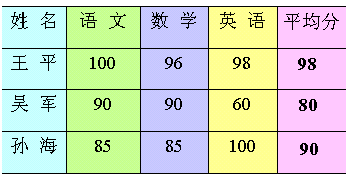 姓 名 语 文 数 学 英 语 平均分
王 平 100 96 98 98
吴 军 90 90 60 80
孙 海 85 85 100 90